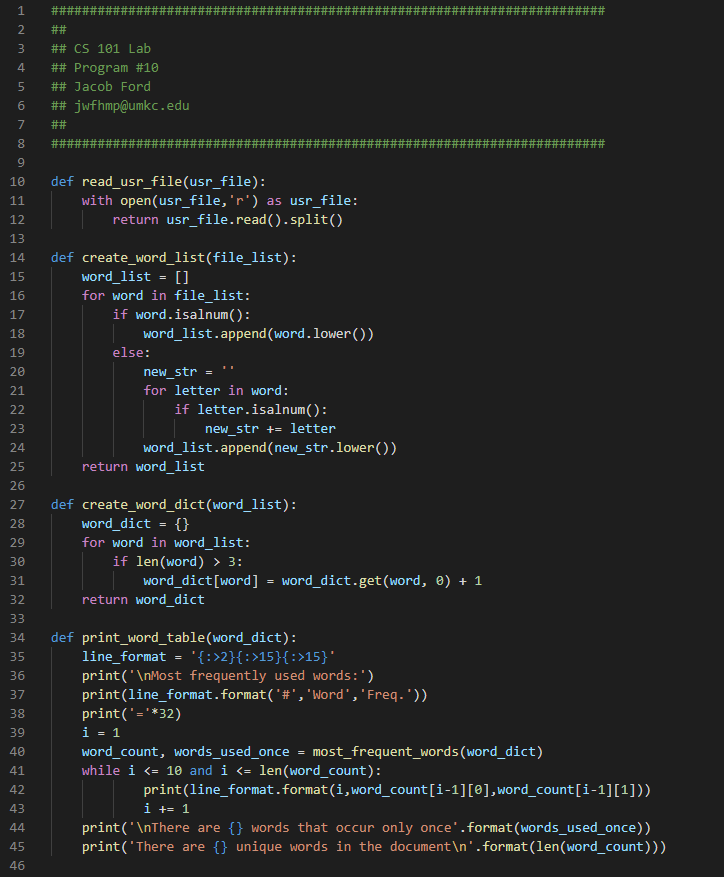 1 ########################################################################
2 ##
3 ## CS 101 Lab
4 ## Program #10
5 ## Jacob Ford
6 ## jwfhmp@umkc.edu
7 ##
8 ########################################################################
9
10 def read_usr_file(usr_file):
11     with open(usr_file,'r') as usr_file:
12         return usr_file.read().split()
13
14 def create_word_list(file_list):
15     word_list = []
16     for word in file_list:
17         if word.isalnum():
18             word_list.append(word.lower())
19         else:
20             new_str = ''
21             for letter in word:
22                 if letter.isalnum():
23                     new_str += letter
24             word_list.append(new_str.lower())
25     return word_list
26
27 def create_word_dict(word_list):
28     word_dict = {}
29     for word in word_list:
30         if len(word) > 3:
31             word_dict[word] = word_dict.get(word, 0) + 1
32     return word_dict
33
34 def print_word_table(word_dict):
35     line_format = '{:>2}{:>15}{:>15}'
36     print('\nMost frequently used words:')
37     print(line_format.format('#','Word','Freq.'))
38     print('='*32)
39     i = 1
40     word_count, words_used_once = most_frequent_words(word_dict)
41     while i <= 10 and i <= len(word_count):
42             print(line_format.format(i,word_count[i-1][0],word_count[i-1][1]))
43             i += 1
44     print('\nThere are {} words that occur only once'.format(words_used_once))
45     print('There are {} unique words in the document\n'.format(len(word_count)))
46